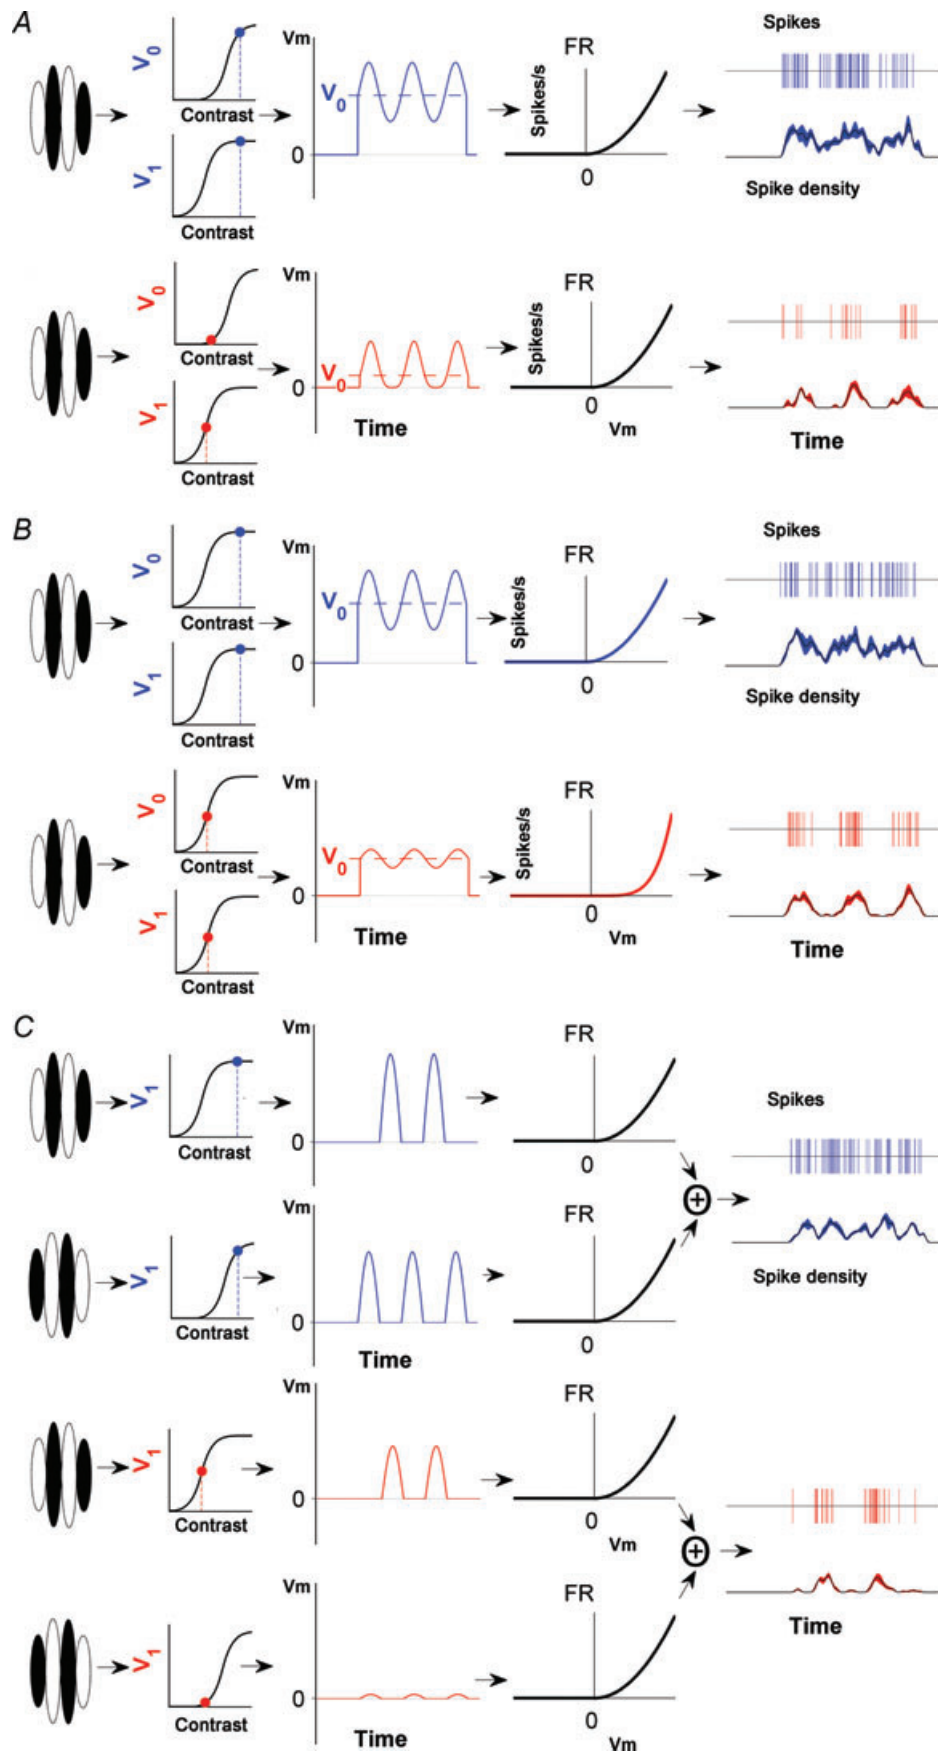 A
V0
Contrast
V1
Contrast
Vm
V0
0
FR
Spikes/s
0
Spikes
Spike density
V0
Contrast
V1
Contrast
Vm
V0
0
Time
FR
Spikes/s
0
Vm
Time
B
V0
Contrast
V1
Contrast
Vm
V0
0
FR
Spikes/s
0
Spikes
Spike density
V0
Contrast
V1
Contrast
Vm
V0
0
Time
FR
Spikes/s
0
Vm
Time
C
V1
Contrast
Vm
0
FR
0
Spikes
Spike density
V1
Contrast
0
Time
FR
0
V1
Contrast
Vm
0
FR
0
Vm
V1
Contrast
Vm
0
Time
FR
0
Vm
Time